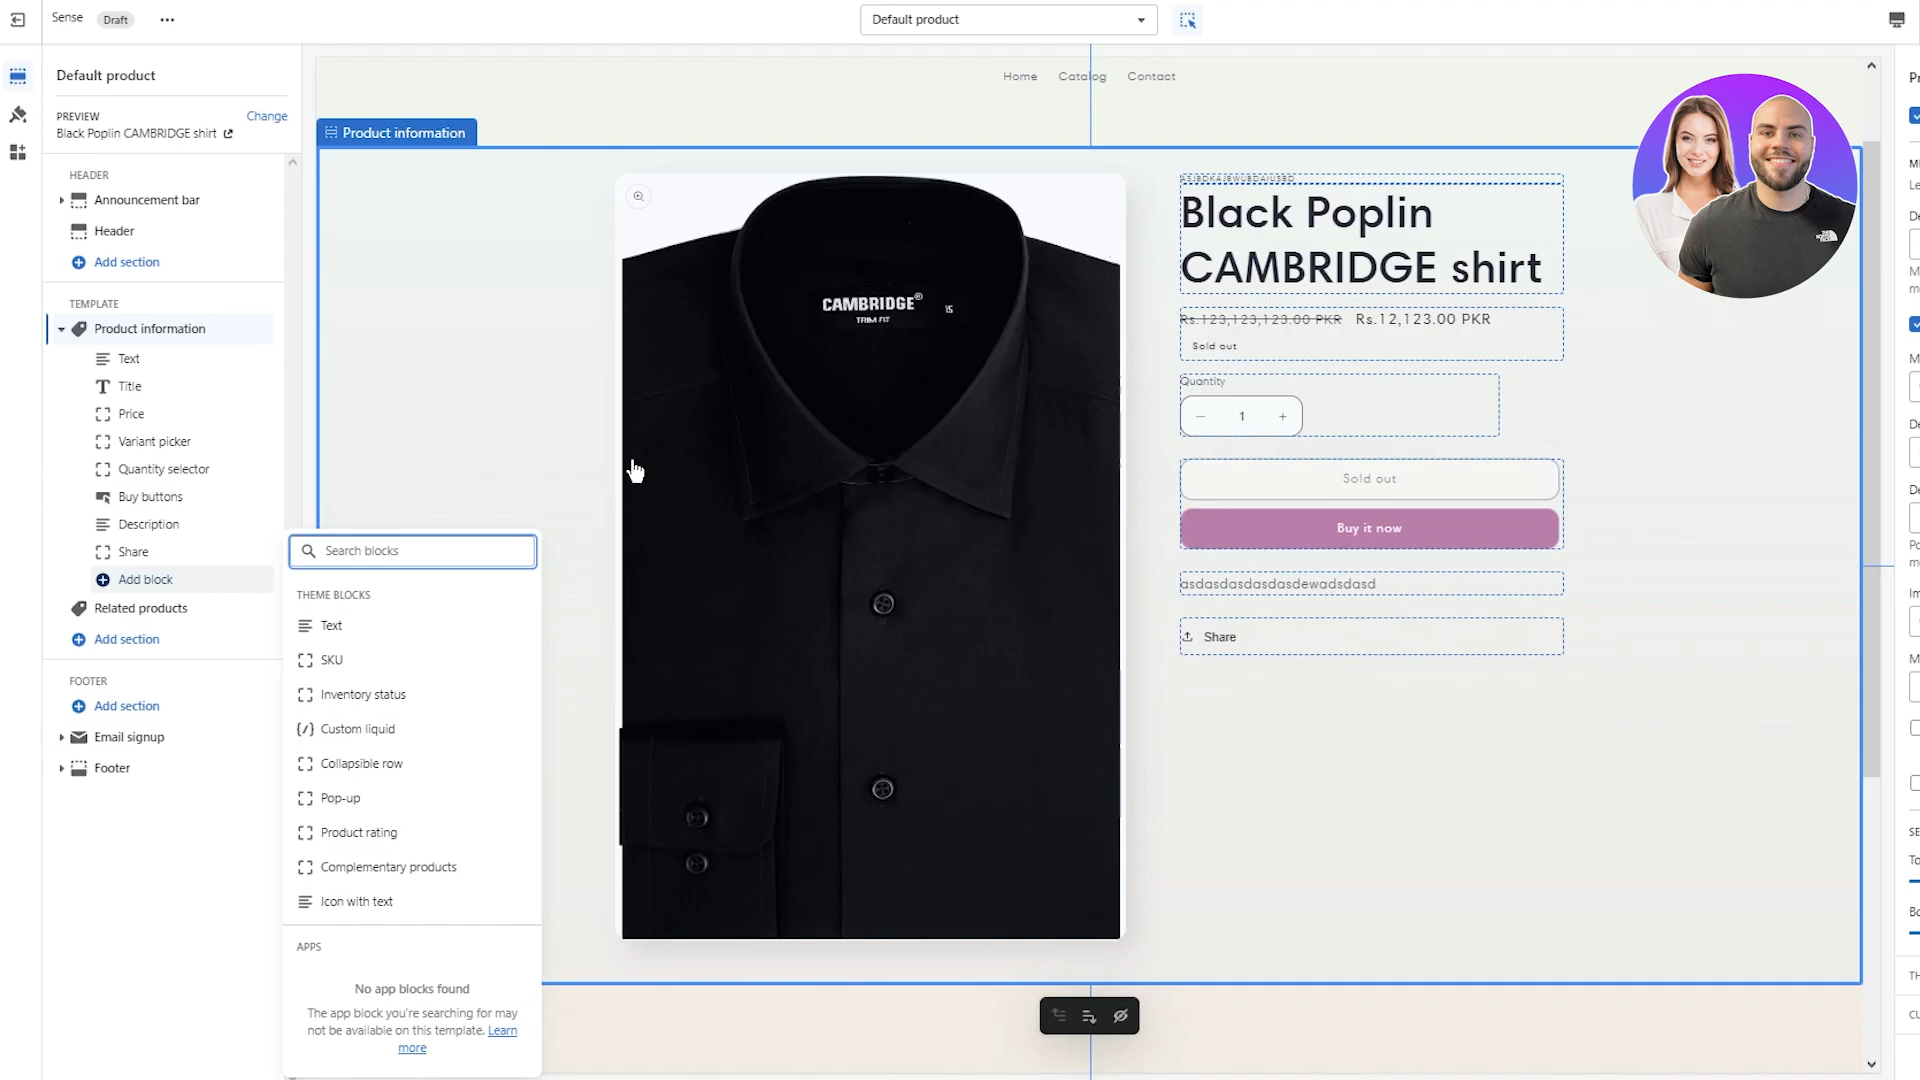 Sense
Draft
Default product
Default product
PREVIEW
Change
Black Poplin CAMBRIDGE shirt
HEADER
Announcement bar
Header
Add section
TEMPLATE
Product information
Text
Title
Price
Variant picker
Quantity selector
Buy buttons
Description
Share
Add block
Related products
Add section
FOOTER
Add section
Email signup
Footer
Search blocks
THEME BLOCKS
Text
SKU
Inventory status
Custom liquid
Collapsible row
Pop-up
Product rating
Complementary products
Icon with text
APPS
No app blocks found
The app block you're searching for may
not be available on this template. Learn
more
Home Catalog Contact
Product information
CAMBRIDGE®
TRIM FIT
15
Black Poplin
CAMBRIDGE shirt
Rs.123,123,123.00 PKR Rs.12,123.00 PKR
Sold out
Quantity
1
Sold out
Buy it now
asdasdasdasdasdewadsdasd
Share